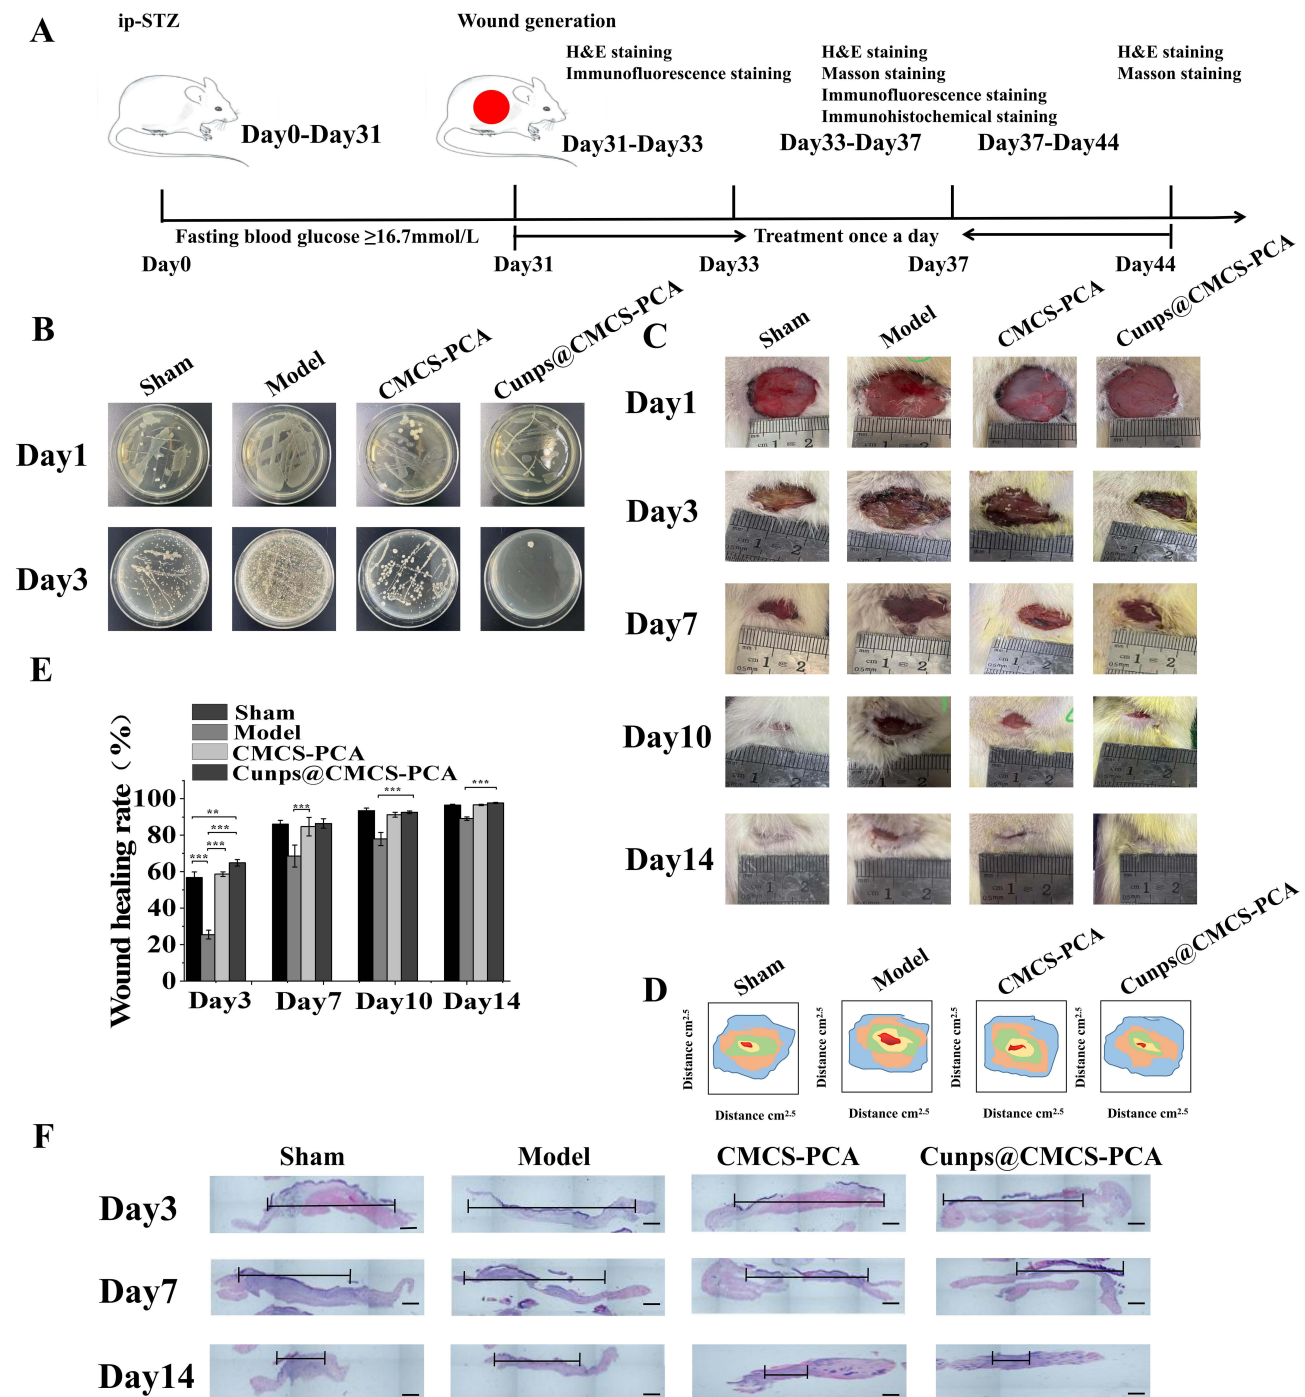 A
ip-STZ
Wound generation
H&E staining
Immunofluorescence staining
H&E staining
Masson staining
Immunofluorescence staining
Immunohistochemical staining
H&E staining
Masson staining
Day0-Day31
Day31-Day33
Day33-Day37
Day37-Day44
Fasting blood glucose ≥16.7mmol/L
Treatment once a day
Day0
Day31
Day33
Day37
Day44
B
Sham
Model
CMCS-PCA
Cunps@CMCS-PCA
Day1
Day3
C
Sham
Model
CMCS-PCA
Cunps@CMCS-PCA
Day1
Day3
Day7
Day10
Day14
E
Sham
Model
CMCS-PCA
Cunps@CMCS-PCA
Wound healing rate (%)
100
80
60
40
20
0
***
**
***
***
***
***
***
Day3
Day7
Day10
Day14
D
Sham
Model
CMCS-PCA
Cunps@CMCS-PCA
Distance cm2.5
Distance cm2.5
Distance cm2.5
Distance cm2.5
Distance cm2.5
Distance cm2.5
Distance cm2.5
Distance cm2.5
F
Sham
Model
CMCS-PCA
Cunps@CMCS-PCA
Day3
Day7
Day14